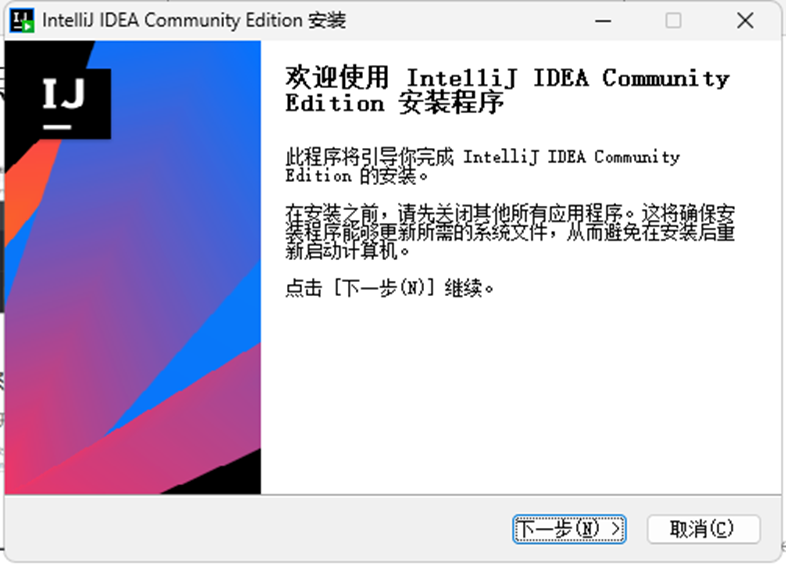 IntelliJ IDEA Community Edition 安装
IJ
欢迎使用 IntelliJ IDEA Community
Edition 安装程序
此程序将引导你完成 IntelliJ IDEA Community
Edition 的安装。
在安装之前，请先关闭其他所有应用程序。这将确保安
装程序能够更新所需的系统文件，从而避免在安装后重
新启动计算机。
点击 [下一步(N)] 继续。
下一步(N) >
取消(C)